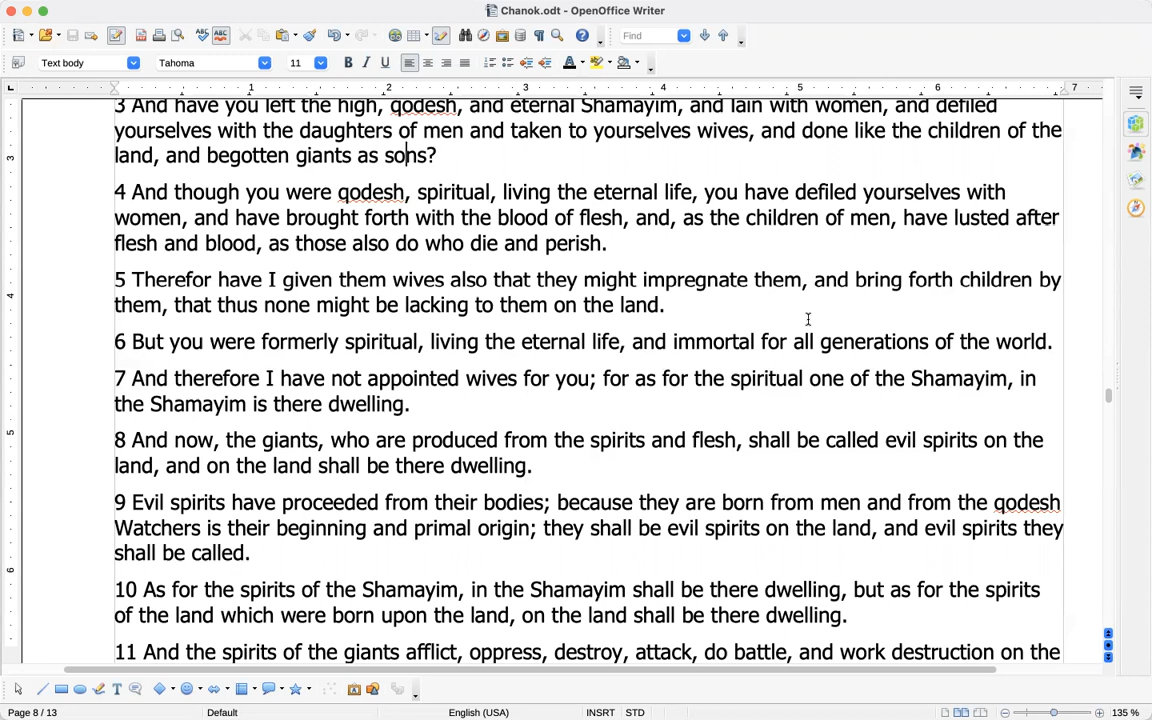 Chanok.odt - OpenOffice Writer
Find
Text body
Tahoma
11
B I U
1 2 3 4 5 6 7
3 And have you left the high, qodesh, and eternal Shamayim, and lain with women, and defiled
yourselves with the daughters of men and taken to yourselves wives, and done like the children of the
land, and begotten giants as sons?
4 And though you were qodesh, spiritual, living the eternal life, you have defiled yourselves with
women, and have brought forth with the blood of flesh, and, as the children of men, have lusted after
flesh and blood, as those also do who die and perish.
5 Therefor have I given them wives also that they might impregnate them, and bring forth children by
them, that thus none might be lacking to them on the land.
6 But you were formerly spiritual, living the eternal life, and immortal for all generations of the world.
7 And therefore I have not appointed wives for you; for as for the spiritual one of the Shamayim, in
the Shamayim is there dwelling.
8 And now, the giants, who are produced from the spirits and flesh, shall be called evil spirits on the
land, and on the land shall be there dwelling.
9 Evil spirits have proceeded from their bodies; because they are born from men and from the qodesh
Watchers is their beginning and primal origin; they shall be evil spirits on the land, and evil spirits they
shall be called.
10 As for the spirits of the Shamayim, in the Shamayim shall be there dwelling, but as for the spirits
of the land which were born upon the land, on the land shall be there dwelling.
11 And the spirits of the giants afflict, oppress, destroy, attack, do battle, and work destruction on the
3
4
5
6
Page 8 / 13
Default
English (USA)
INSRT
STD
135 %